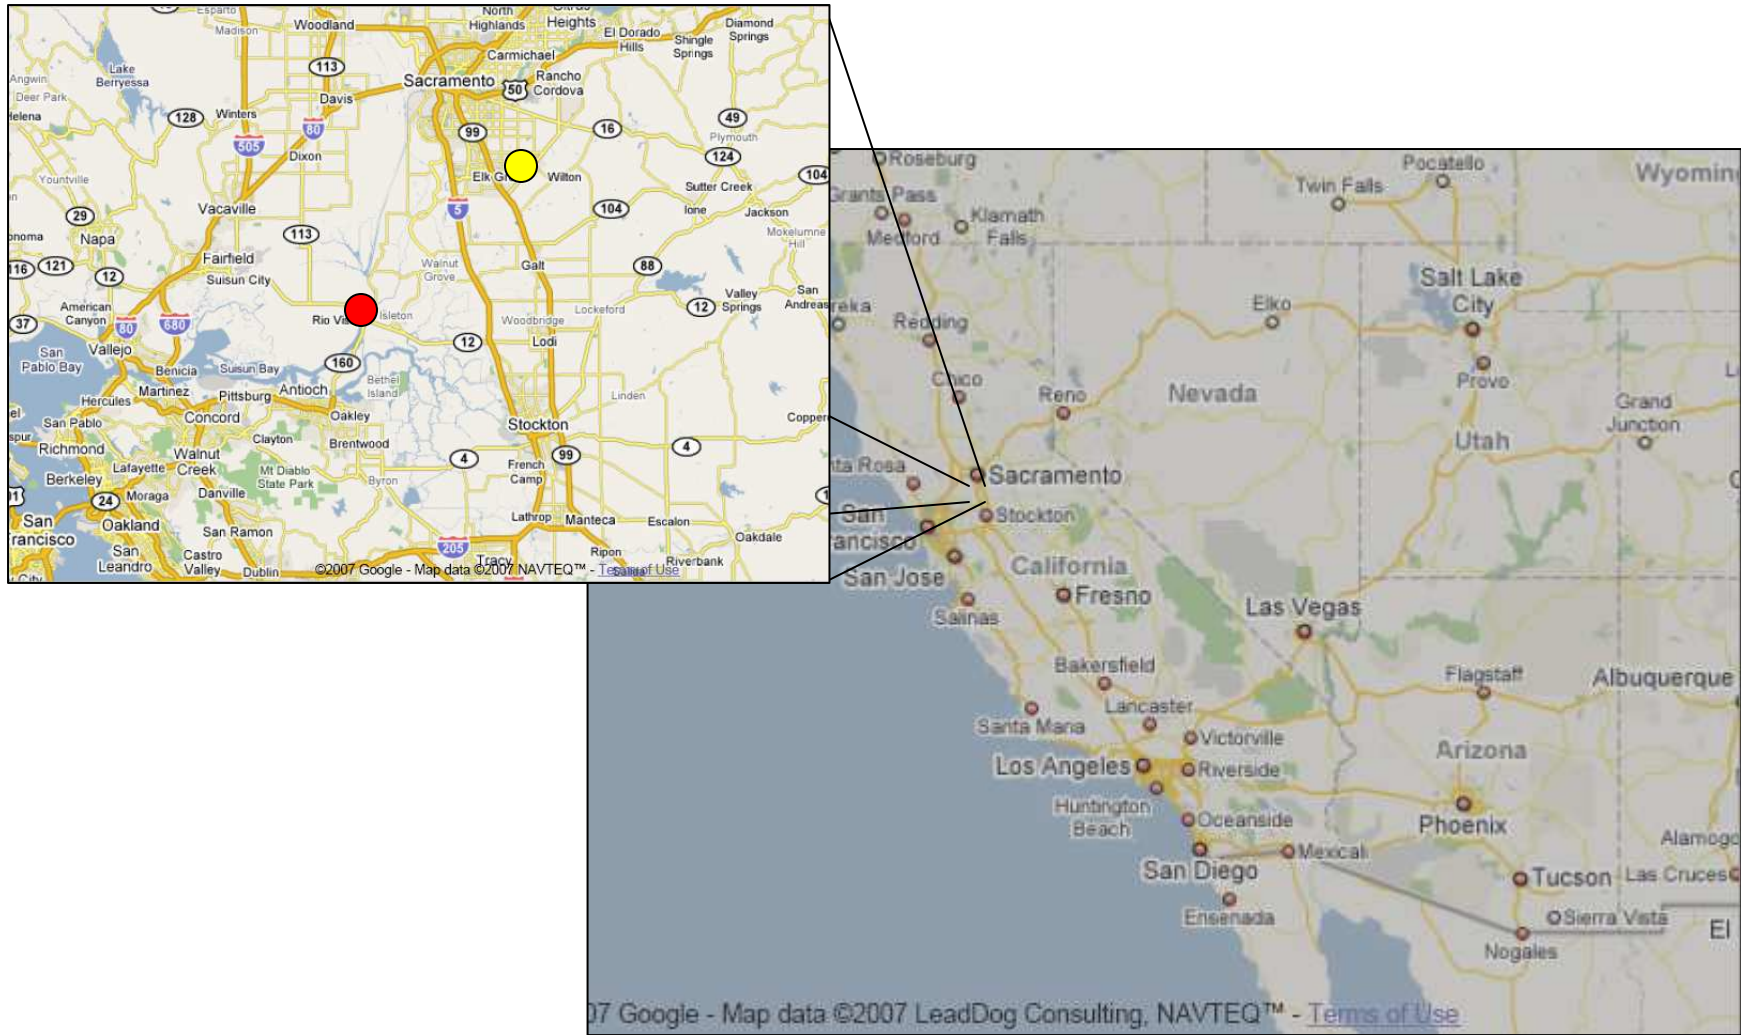 Esparto
Madison
Woodland
North
Highlands
Heights
Diamond
Springs
El Dorado
Hills
Shingle
Springs
Carmichael
Lake
Berryessa
113
Sacramento
50
Rancho
Cordova
Angwin
Deer Park
Davis
128
Winters
80
505
99
16
49
Plymouth
Dixon
124
Elk G
Wilton
104
Yountville
Sutter Creek
Vacaville
5
104
Ione
Jackson
29
Napa
113
Mokelumne
Hill
116
121
12
Fairfield
Suisun City
Walnut
Grove
Galt
88
American
Canyon
Valley
Springs
San
Andreas
12
37
80
680
Rio Vis
Isleton
Woodbridge
Lockeford
Vallejo
12
Lodi
San
Pablo Bay
160
Benicia
Suisun Bay
Bethel
Island
Martinez
Pittsburg
Antioch
Linden
Hercules
San Pablo
Concord
Oakley
Stockton
Copper
Richmond
Clayton
Brentwood
99
4
Walnut
Creek
Lafayette
Berkeley
Mt Diablo
State Park
4
French
Camp
Byron
24
Moraga
Danville
San
Francisco
Oakland
San Ramon
Lathrop
Manteca
Escalon
Oakdale
San
Leandro
Castro
Valley
Dublin
205
Tracy
Ripon
Riverbank
City
©2007 Google - Map data ©2007 NAVTEQ™ - Terms of Use
Roseburg
Pocatello
Wyoming
Twin Falls
Grants Pass
Medford
Klamath
Falls
Salt Lake
City
Elko
Redding
Provo
Chico
Reno
Nevada
Grand
Junction
Utah
Sacramento
Stockton
San
Francisco
San Jose
California
Fresno
Salinas
Las Vegas
Bakersfield
Flagstaff
Albuquerque
Lancaster
Santa Maria
Victorville
Arizona
Los Angeles
Riverside
Huntington
Beach
Oceanside
Phoenix
Alamogo
San Diego
Mexicali
Tucson
Las Cruces
Ensenada
Sierra Vista
El
Nogales
07 Google - Map data ©2007 LeadDog Consulting, NAVTEQ™ - Terms of Use